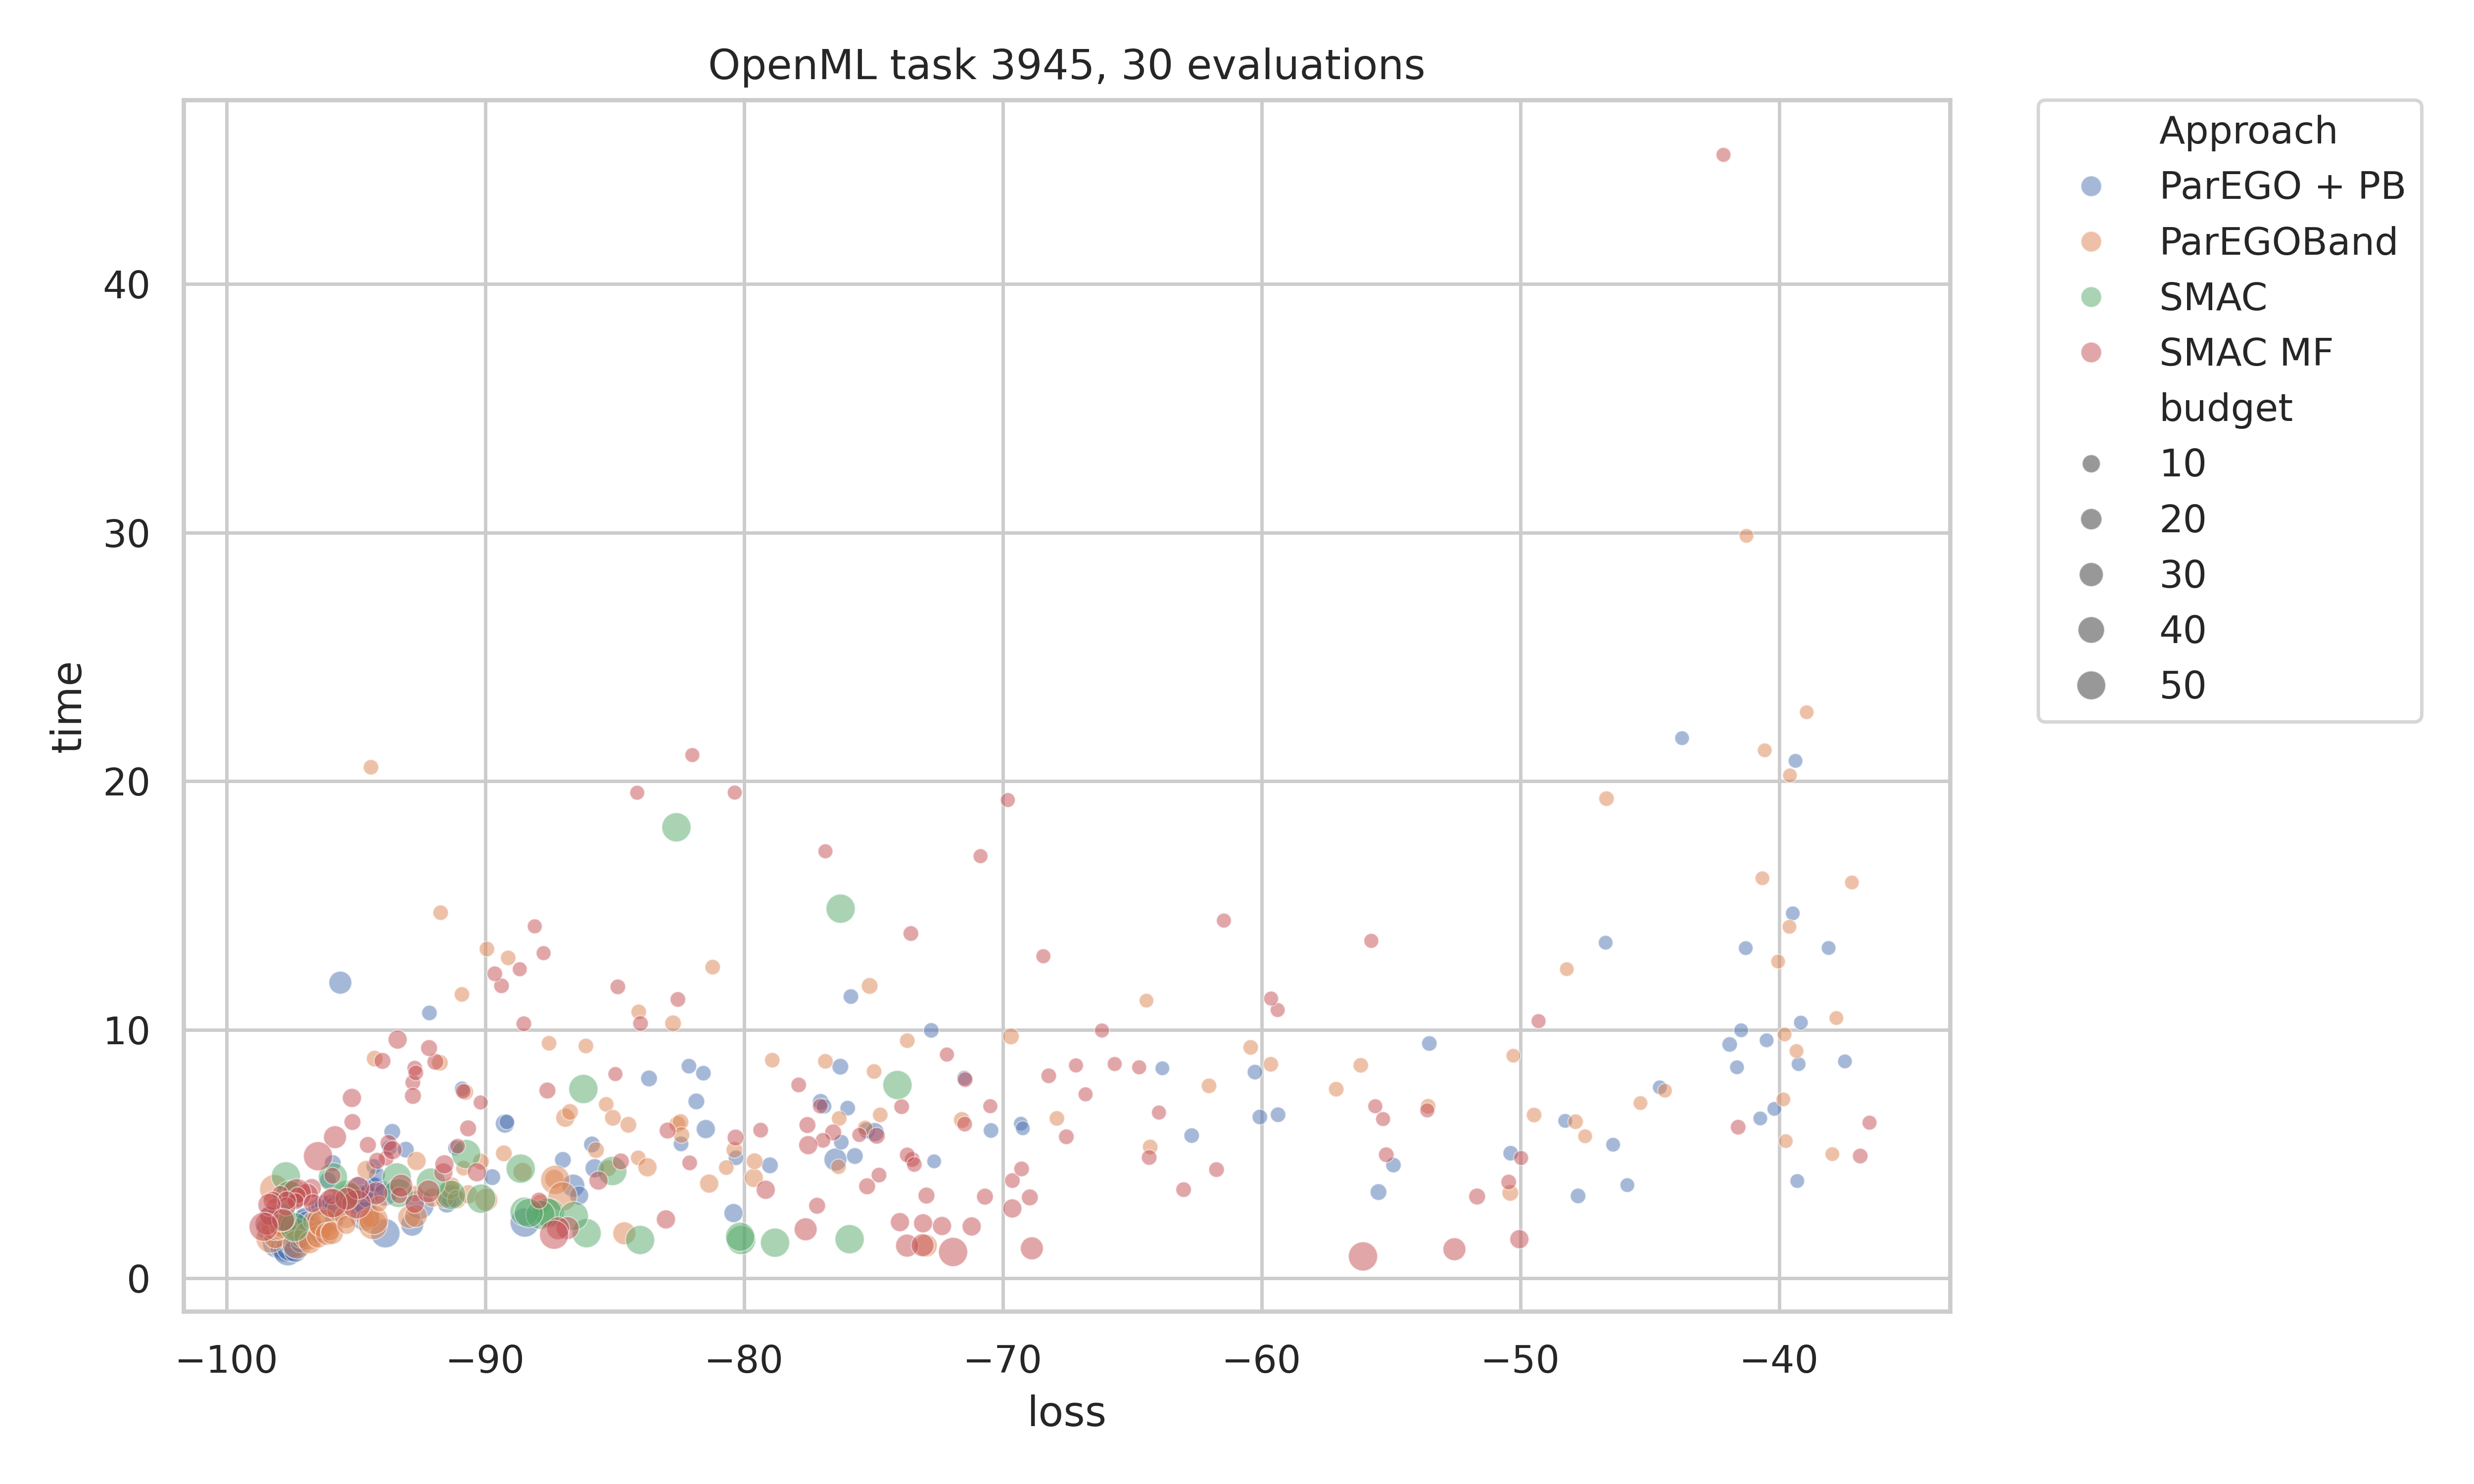 OpenML task 3945, 30 evaluations
time
40
30
20
10
0
−100 −90 −80 −70 −60 −50 −40
loss
Approach
ParEGO + PB
ParEGOBand
SMAC
SMAC MF
budget
10
20
30
40
50